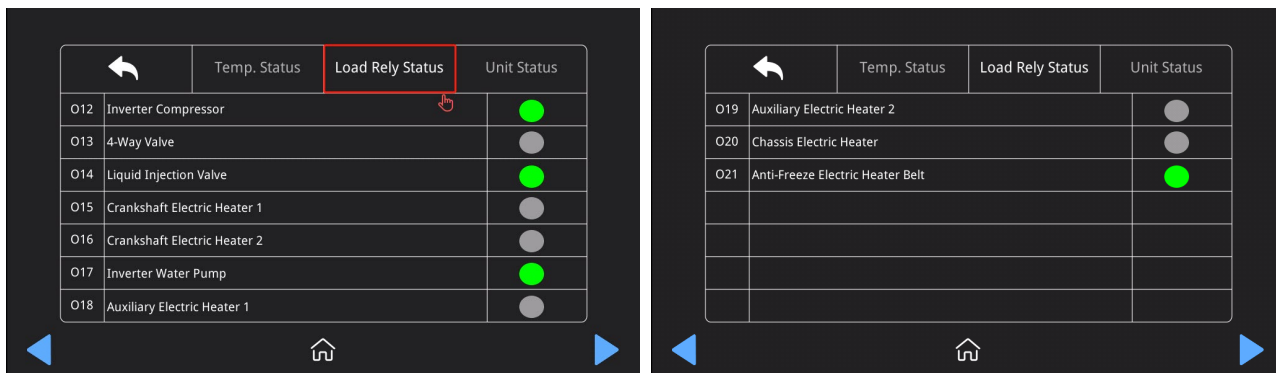 Temp. Status Load Rely Status Unit Status
O12 Inverter Compressor
O13 4-Way Valve
O14 Liquid Injection Valve
O15 Crankshaft Electric Heater 1
O16 Crankshaft Electric Heater 2
O17 Inverter Water Pump
O18 Auxiliary Electric Heater 1
Temp. Status Load Rely Status Unit Status
O19 Auxiliary Electric Heater 2
O20 Chassis Electric Heater
O21 Anti-Freeze Electric Heater Belt